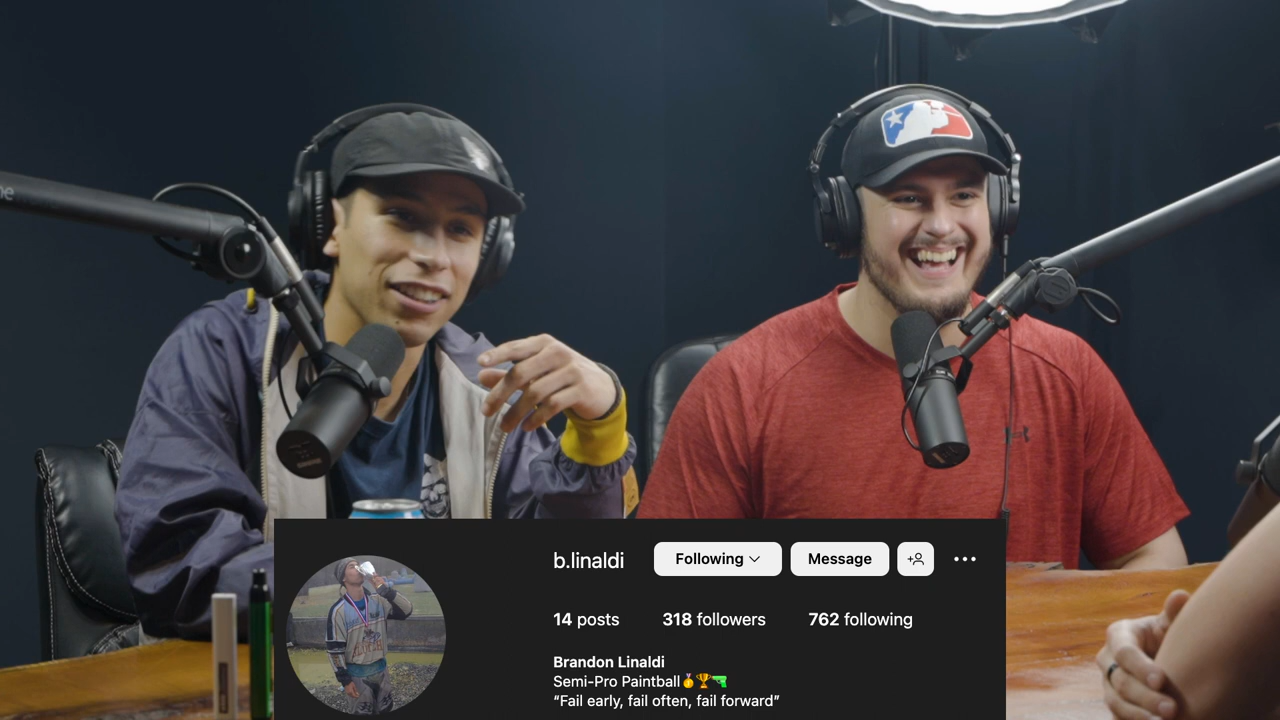 ne
b.linaldi
Following
Message
14 posts
318 followers
762 following
Brandon Linaldi
Semi-Pro Paintball🥇🏆🔫
“Fail early, fail often, fail forward”